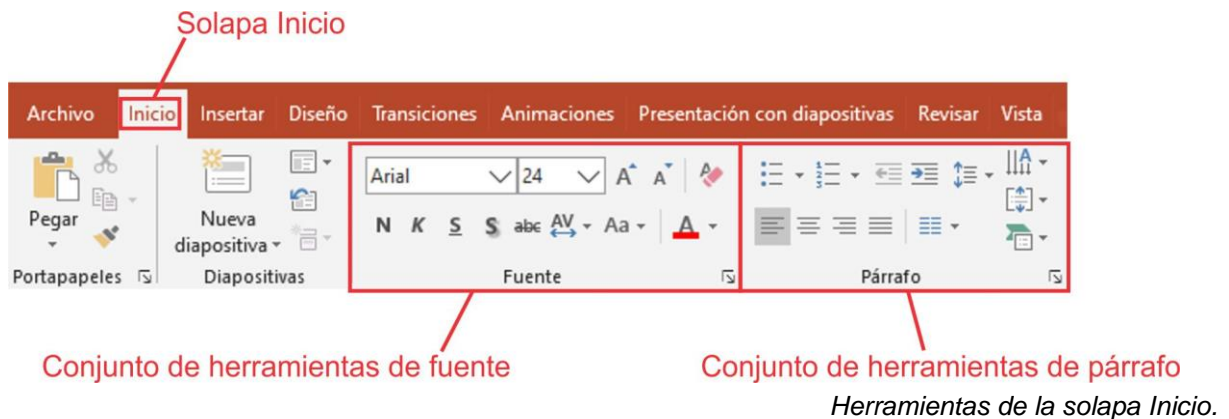 Solapa Inicio
Archivo Inicio Insertar Diseño Transiciones Animaciones Presentación con diapositivas Revisar Vista
Arial 24 A A A
Pegar Nueva diapositiva
N K S S abc AV Aa A
Portapapeles Diapositivas Fuente Párrafo
Conjunto de herramientas de fuente Conjunto de herramientas de párrafo
Herramientas de la solapa Inicio.